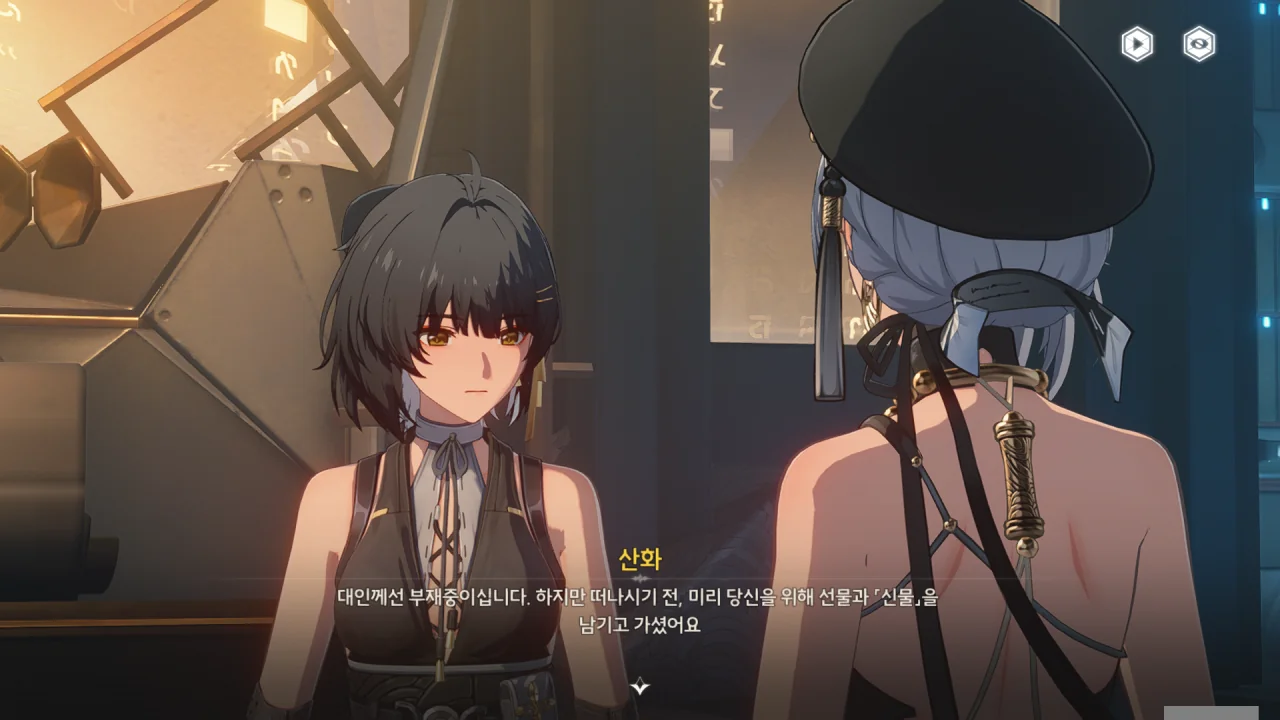 산화
대인께선 부재중이십니다. 하지만 떠나시기 전, 미리 당신을 위해 선물과 「신물」을
남기고 가셨어요